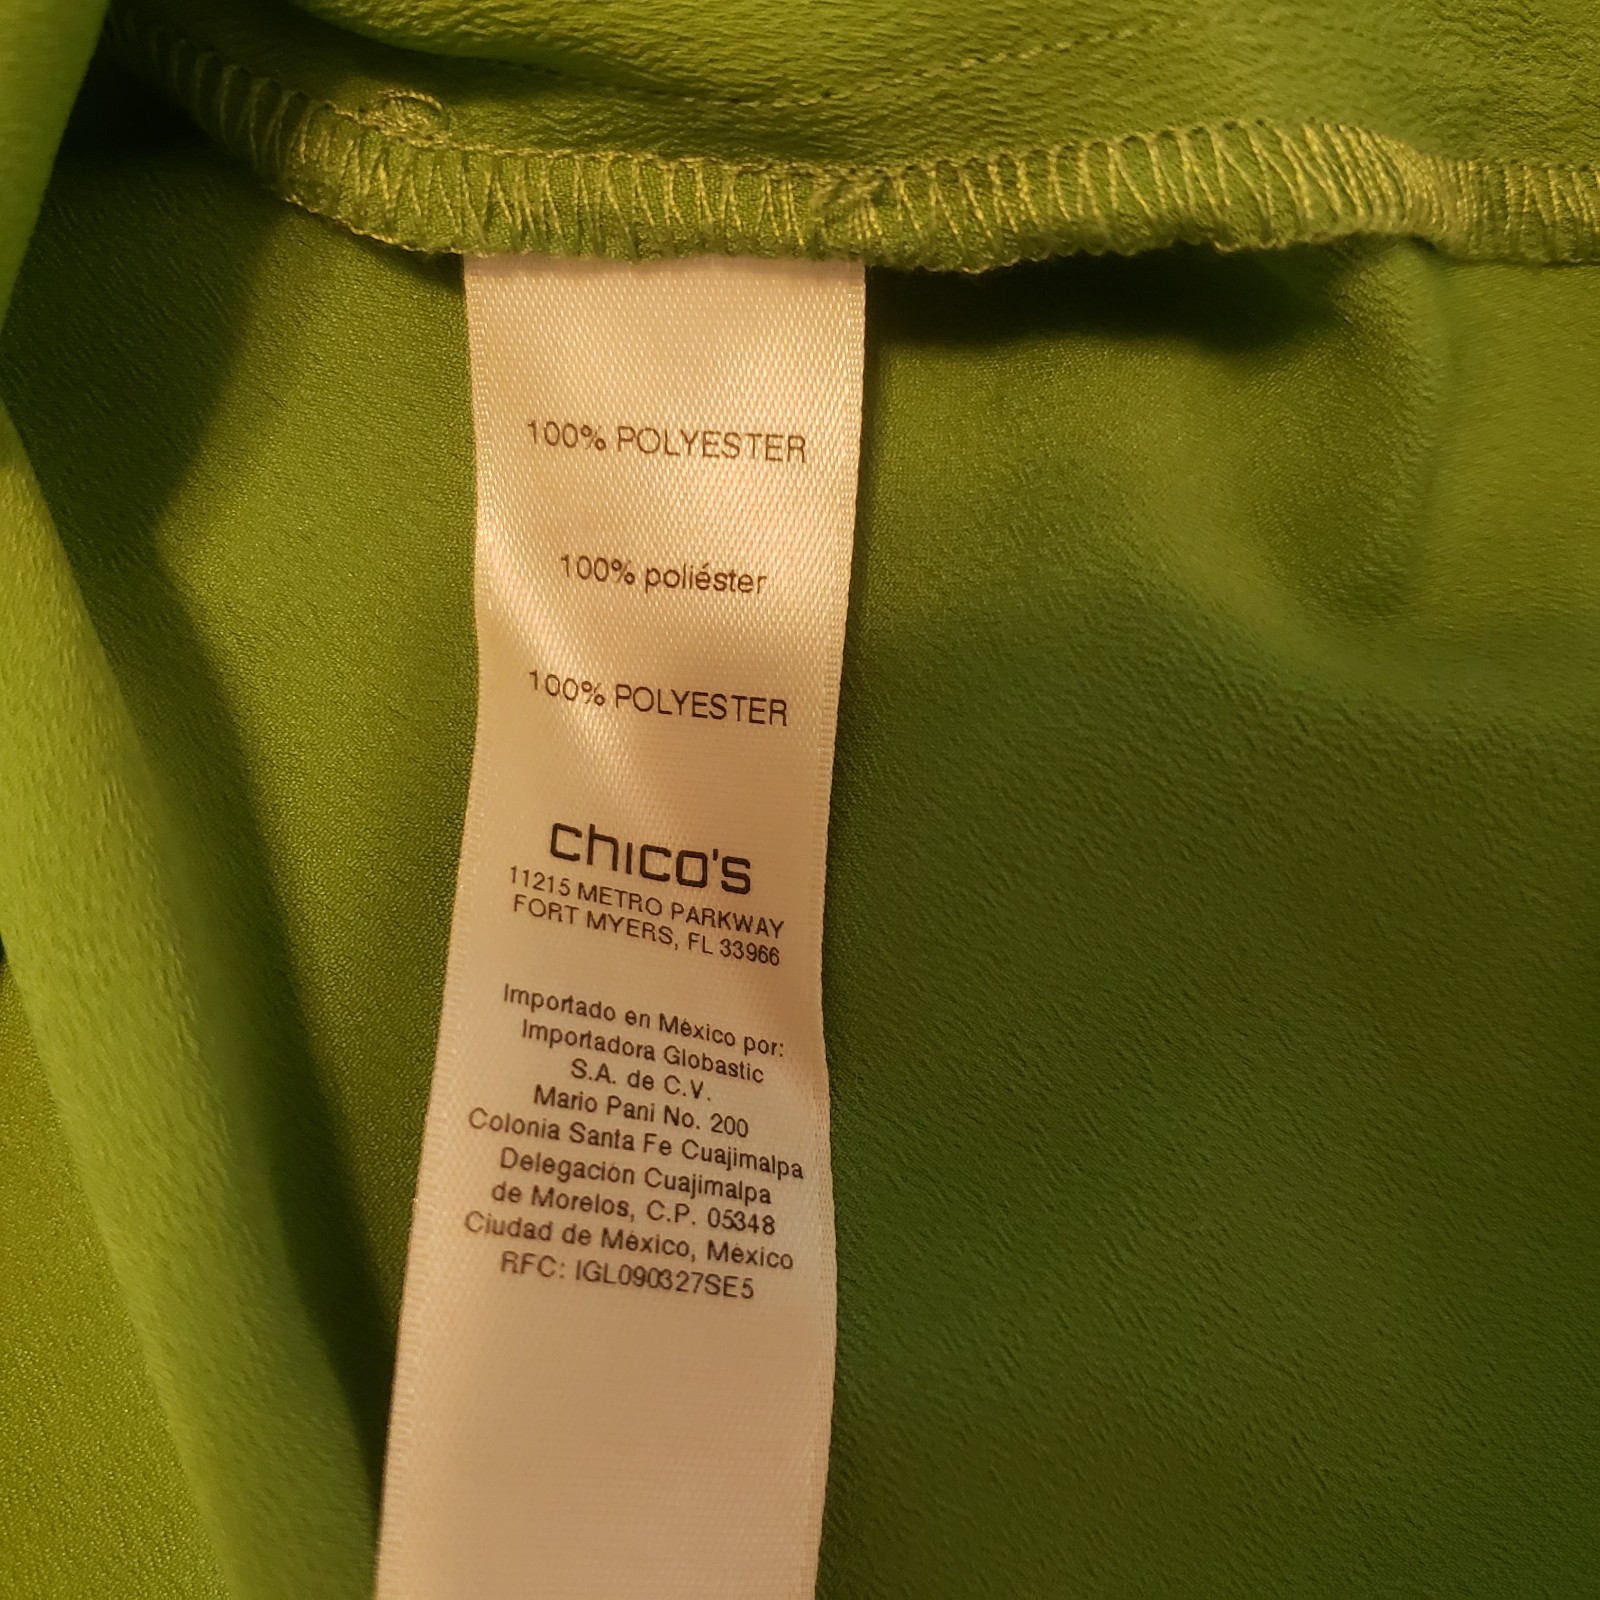 100% POLYESTER
100% poliéster
100% POLYESTER
chico's
11215 METRO PARKWAY
FORT MYERS, FL 33966
Importado en México por:
Importadora Globastic
S.A. de C.V.
Mario Pani No. 200
Colonia Santa Fe Cuajimalpa
Delegación Cuajimalpa
de Morelos, C.P. 05348
Ciudad de México, México
RFC: IGL090327SE5